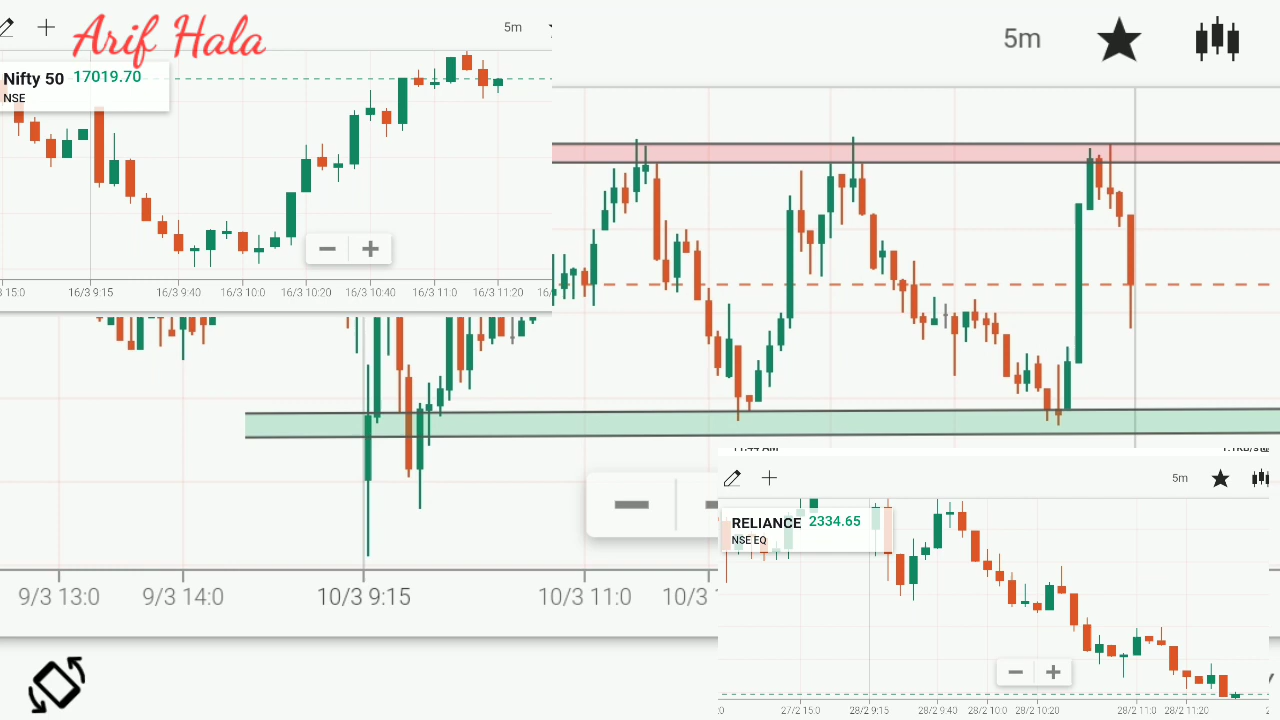 Arif Hala
5m
5m
Nifty 50 17019.70
NSE
16/3 9:15 16/3 9:40 16/3 10:0 16/3 10:20 16/3 10:40 16/3 11:0 16/3 11:20
5m
RELIANCE 2334.65
NSE EQ
9/3 13:0 9/3 14:0 10/3 9:15 10/3 11:0 10/3
27/2 15:0 28/2 9:15 28/2 9:40 28/2 10:0 28/2 10:20 28/2 11:0 28/2 11:20